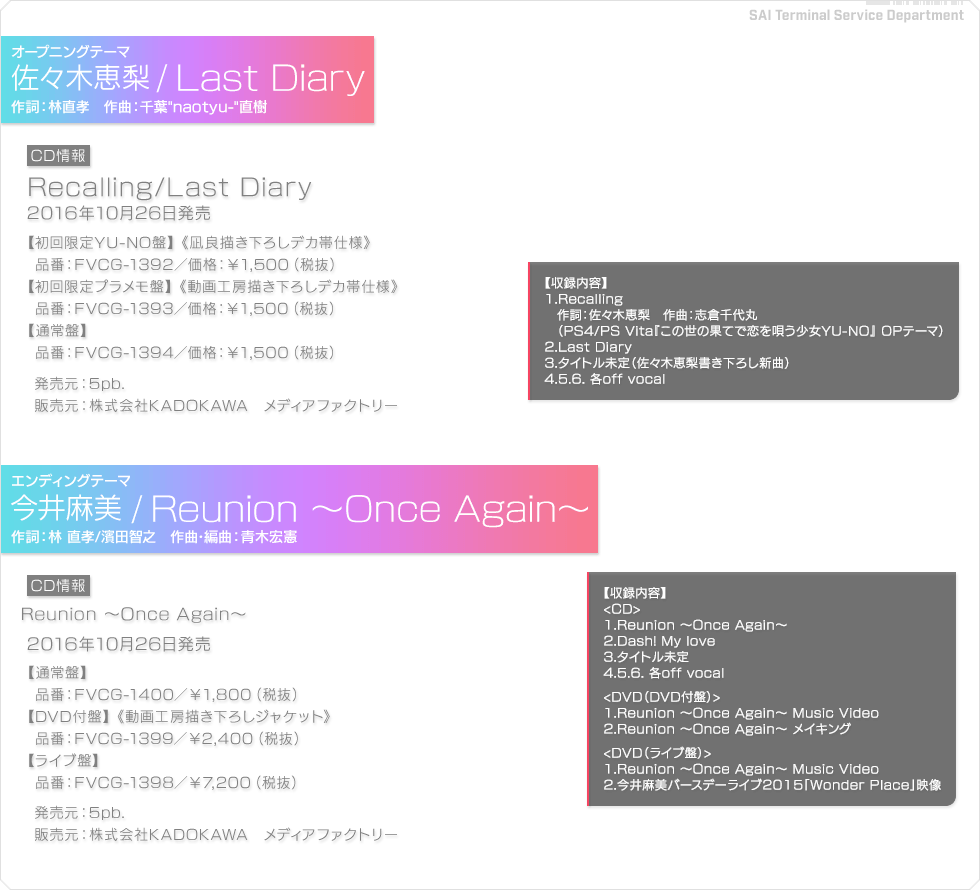 SAI Terminal Service Department
オープニングテーマ
佐々木恵梨/Last Diary
作詞：林直孝　作曲：千葉"naotyu-"直樹
CD情報
Recalling/Last Diary
2016年10月26日発売
【初回限定YU-NO盤】《凪良描き下ろしデカ帯仕様》
品番：FVCG-1392／価格：￥1,500（税抜）
【初回限定プラメモ盤】《動画工房描き下ろしデカ帯仕様》
品番：FVCG-1393／価格：￥1,500（税抜）
【通常盤】
品番：FVCG-1394／価格：￥1,500（税抜）
発売元：5pb.
販売元：株式会社KADOKAWA　メディアファクトリー
【収録内容】
1.Recalling
作詞：佐々木恵梨　作曲：志倉千代丸
（PS4/PS Vita『この世の果てで恋を唄う少女YU-NO』 OPテーマ）
2.Last Diary
3.タイトル未定（佐々木恵梨書き下ろし新曲）
4.5.6. 各off vocal
エンディングテーマ
今井麻美/Reunion ～Once Again～
作詞：林 直孝/濱田智之　作曲・編曲：青木宏憲
CD情報
Reunion ～Once Again～
2016年10月26日発売
【通常盤】
品番：FVCG-1400／￥1,800（税抜）
【DVD付盤】《動画工房描き下ろしジャケット》
品番：FVCG-1399／￥2,400（税抜）
【ライブ盤】
品番：FVCG-1398／￥7,200（税抜）
発売元：5pb.
販売元：株式会社KADOKAWA　メディアファクトリー
【収録内容】
<CD>
1.Reunion ～Once Again～
2.Dash! My love
3.タイトル未定
4.5.6. 各off vocal
<DVD（DVD付盤）>
1.Reunion ～Once Again～ Music Video
2.Reunion ～Once Again～ メイキング
<DVD（ライブ盤）>
1.Reunion ～Once Again～ Music Video
2.今井麻美バースデーライブ2015「Wonder Place」映像